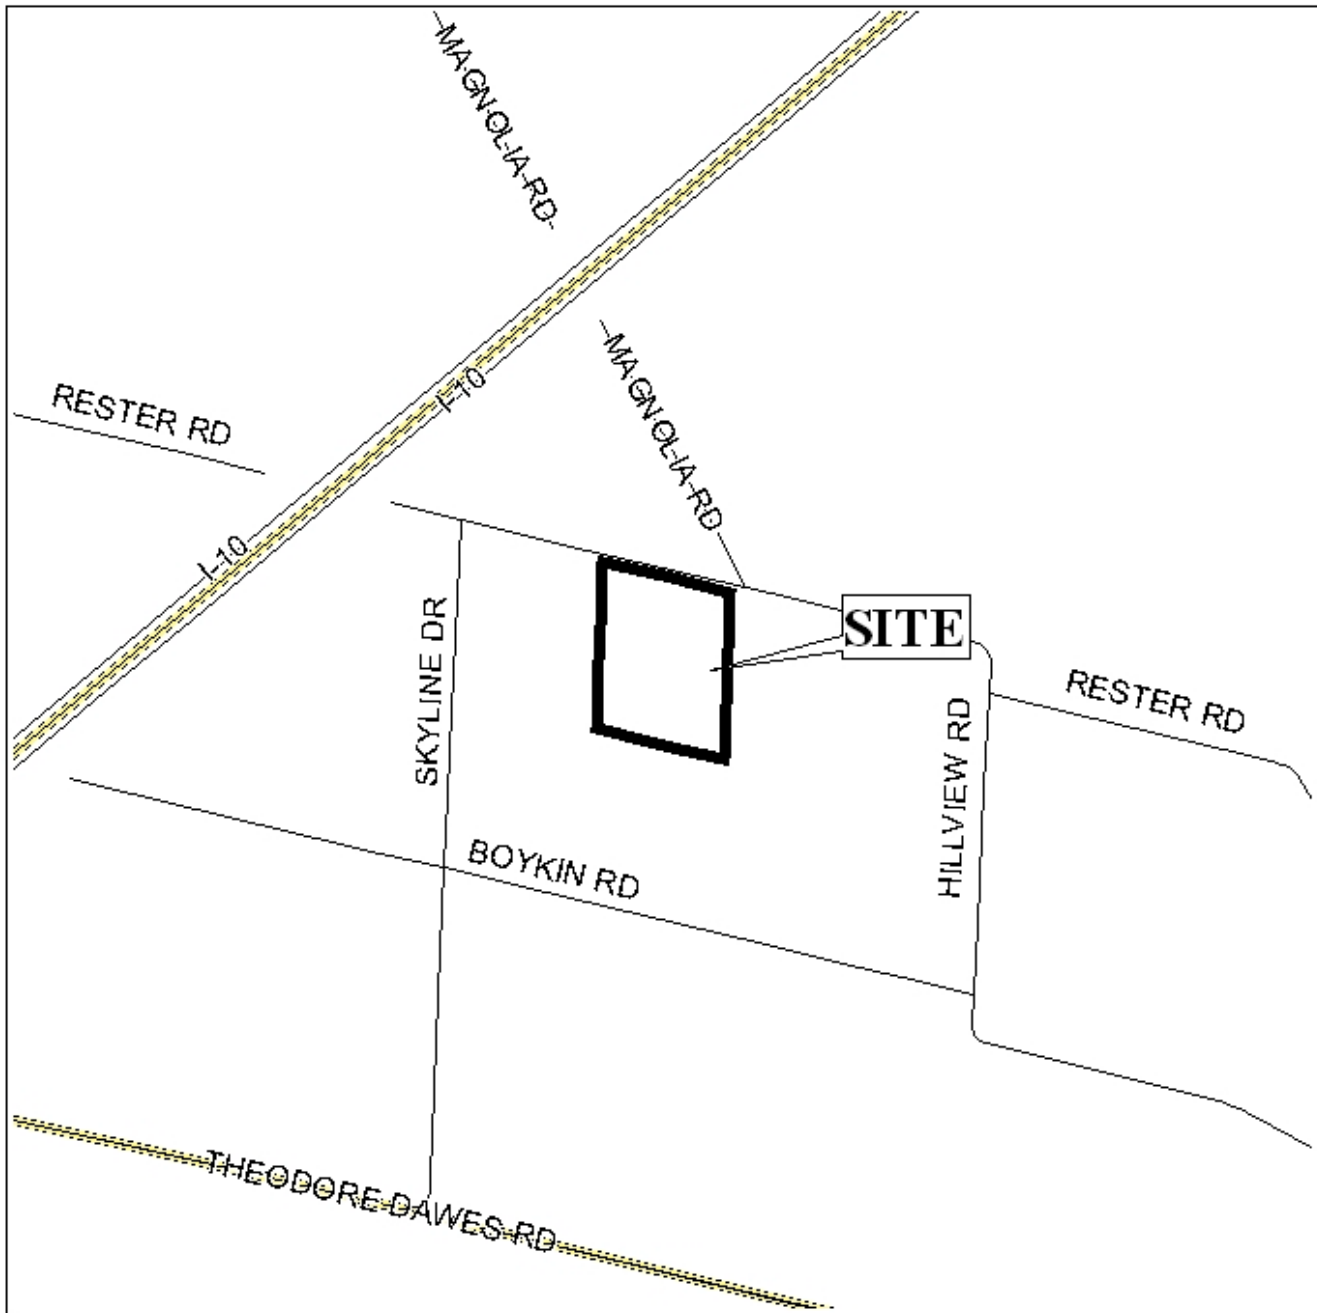 MAGNOLIA RD
I-10
MAGNOLIA RD
RESTER RD
I-10
SITE
SKYLINE DR
RESTER RD
HILLVIEW RD
BOYKIN RD
THEODORE DAWES RD